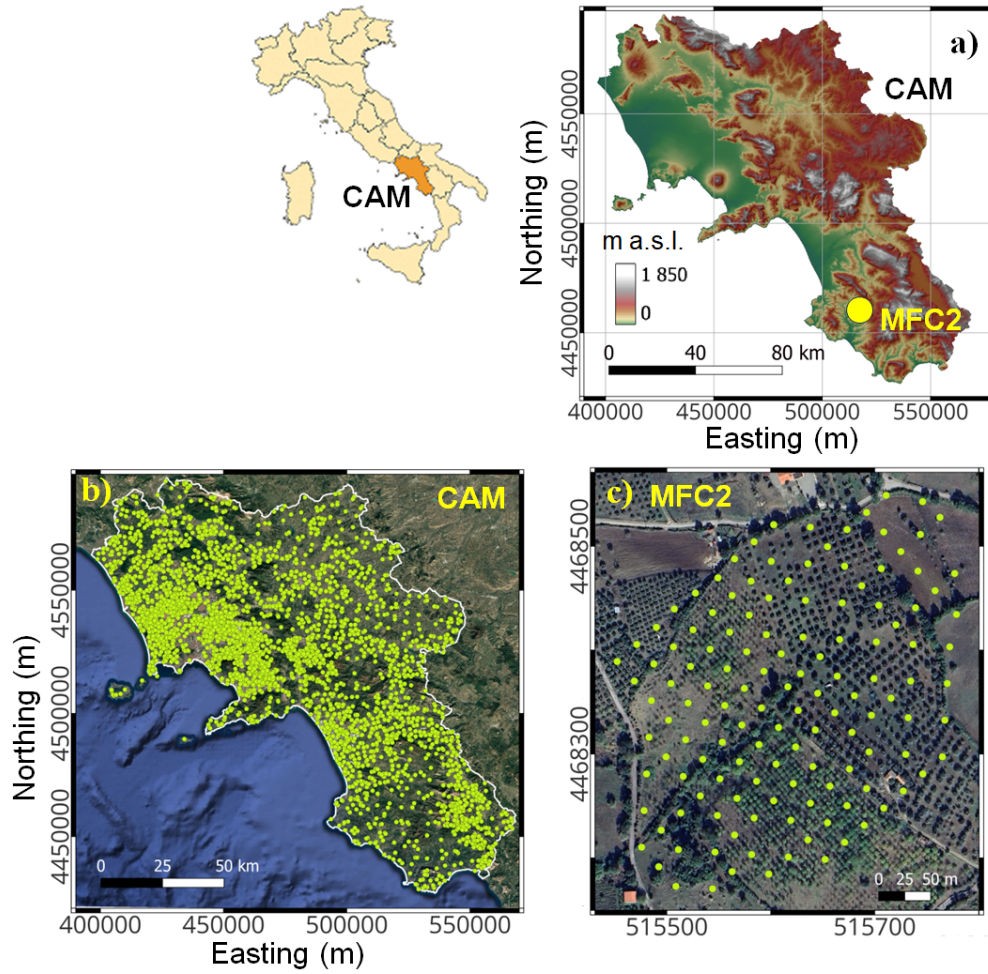 CAM
a)
CAM
Northing (m)
4550000
4500000
4450000
m a.s.l.
1 850
0
MFC2
0 40 80 km
400000 450000 500000 550000
Easting (m)
b)
CAM
Northing (m)
4550000
4500000
4450000
0 25 50 km
400000 450000 500000 550000
Easting (m)
c) MFC2
4468500
4468300
0 25 50 m
515500 515700